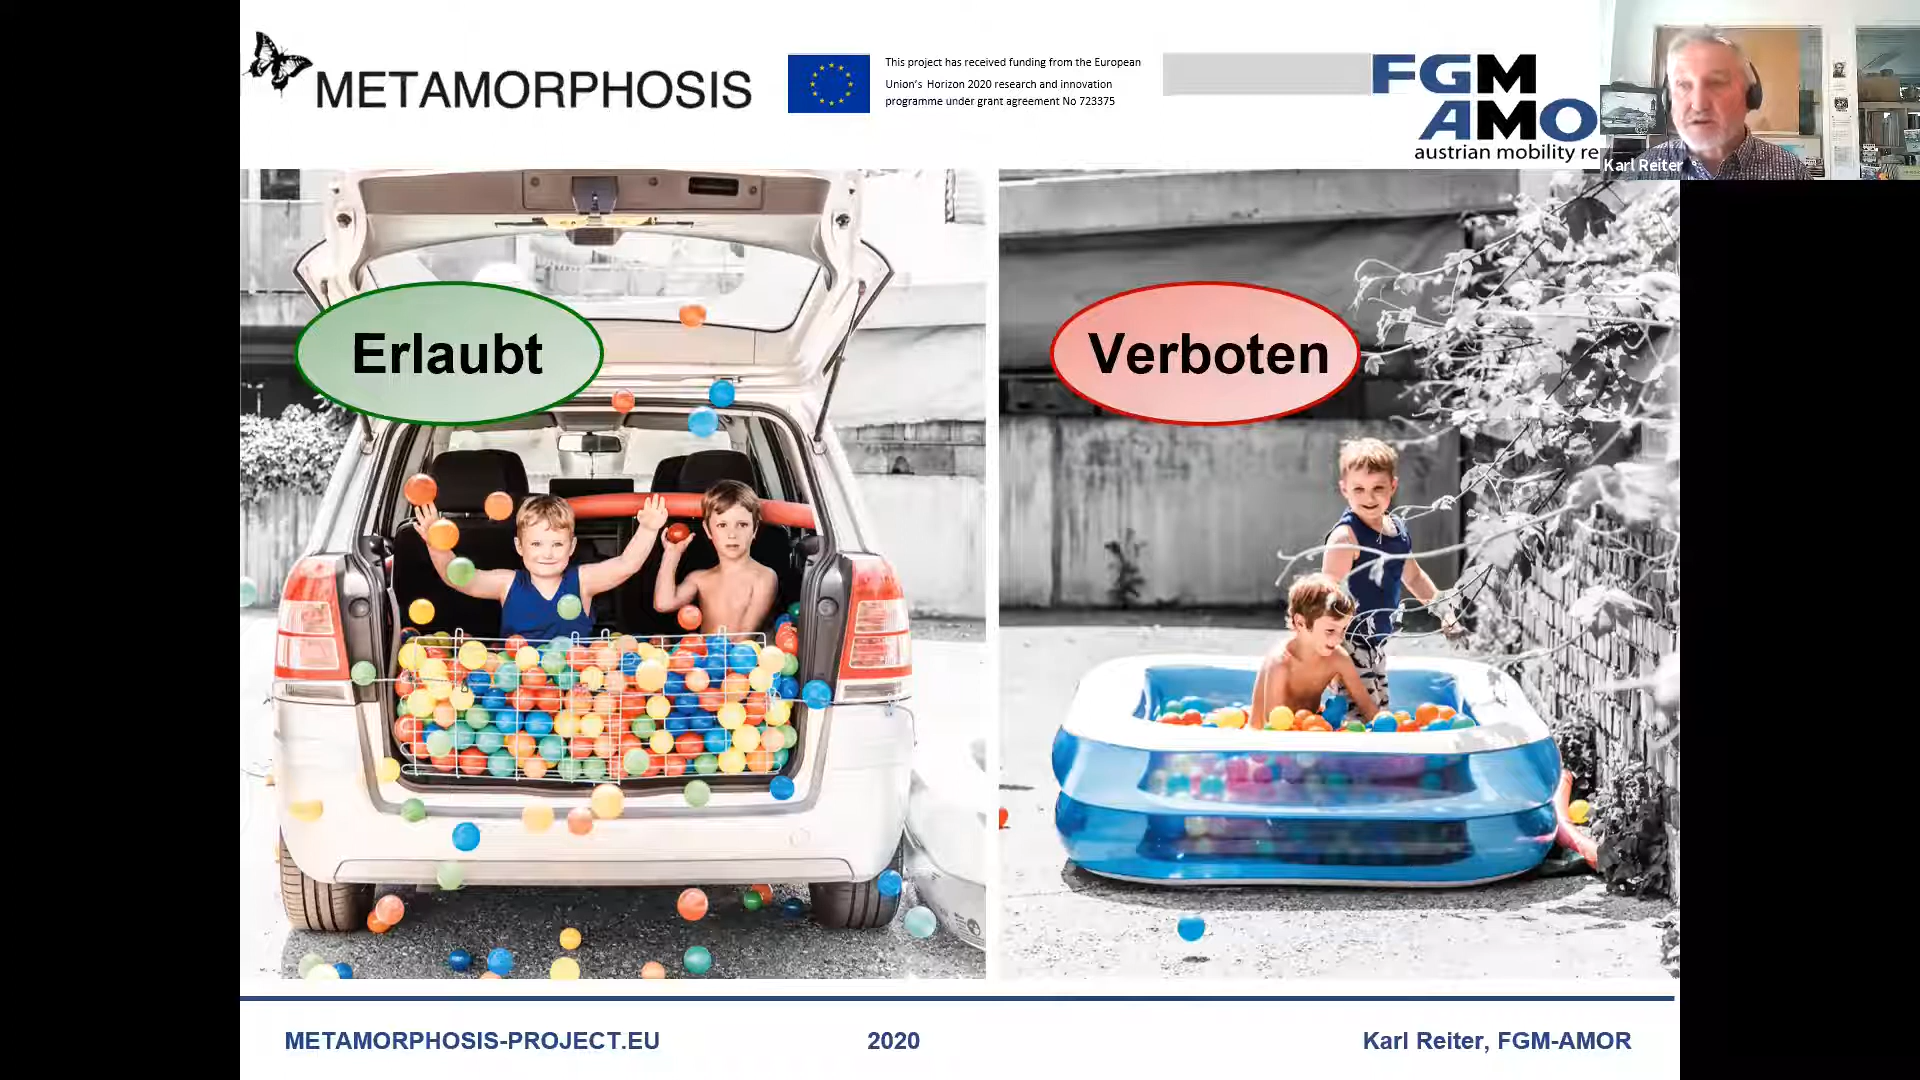 METAMORPHOSIS
This project has received funding from the European
Union's Horizon 2020 research and innovation
programme under grant agreement No 723375
FGM
AMO
austrian mobility re
Karl Reiter
Erlaubt
Verboten
METAMORPHOSIS-PROJECT.EU
2020
Karl Reiter, FGM-AMOR